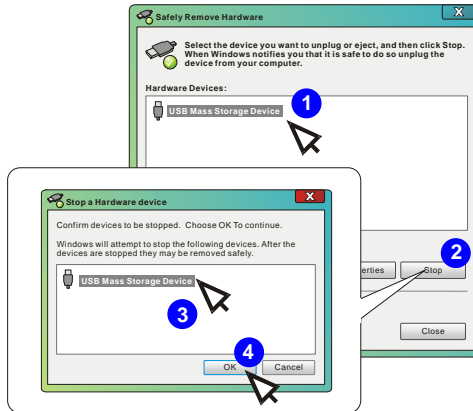 Safely Remove Hardware
X
Select the device you want to unplug or eject, and then click Stop.
When Windows notifies you that it is safe to do so unplug the
device from your computer.
Hardware Devices:
USB Mass Storage Device
1
2
erties
Stop
Close
Stop a Hardware device
X
Confirm devices to be stopped. Choose OK To continue.
Windows will attempt to stop the following devices. After the
devices are stopped they may be removed safely.
USB Mass Storage Device
3
4
OK
Cancel